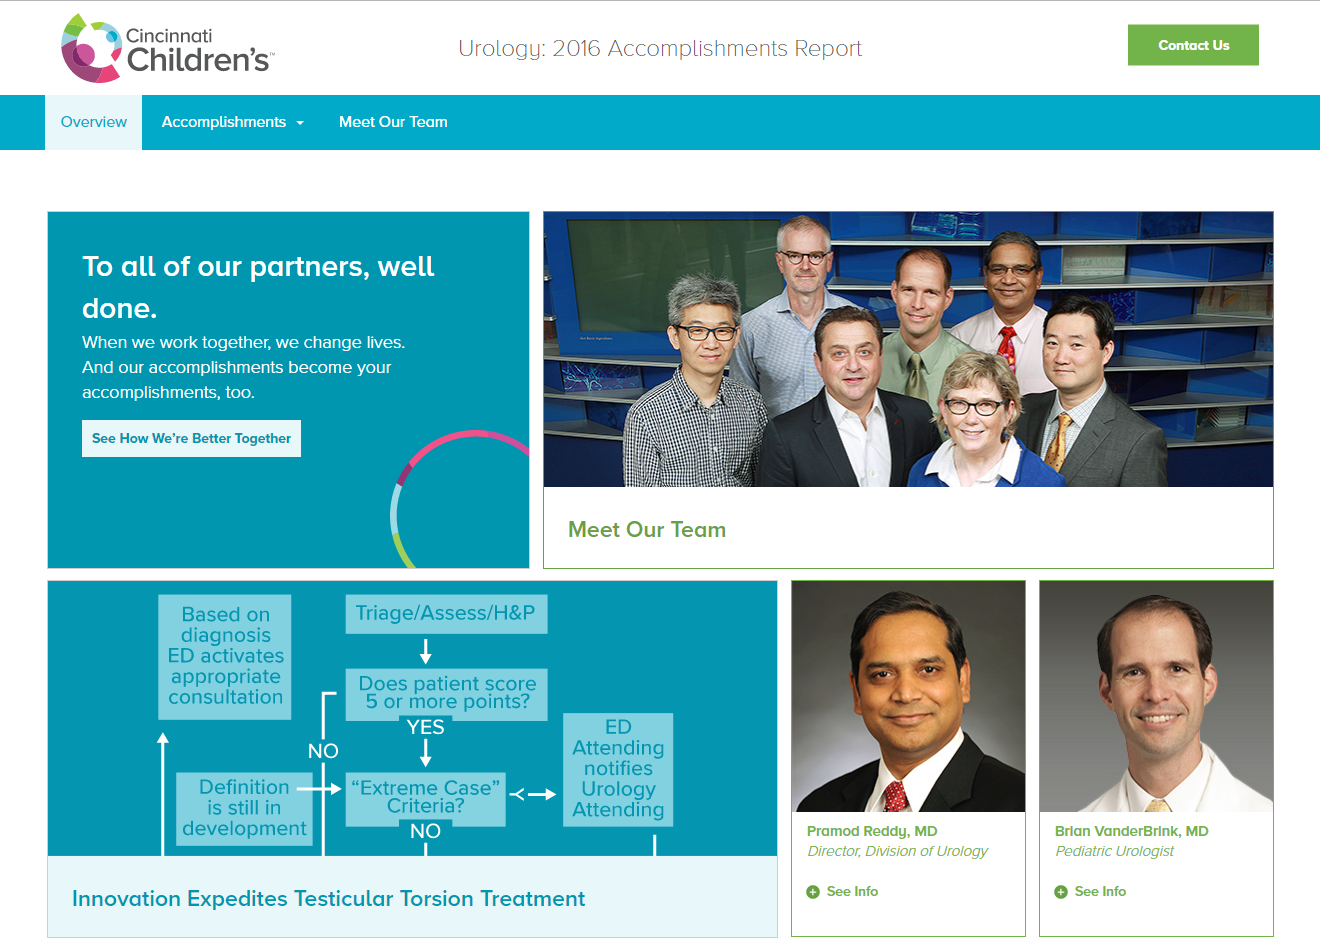 Cincinnati
Children's™
Urology: 2016 Accomplishments Report
Contact Us
Overview
Accomplishments
Meet Our Team
To all of our partners, well
done.
When we work together, we change lives.
And our accomplishments become your
accomplishments, too.
See How We're Better Together
Meet Our Team
Based on
diagnosis
ED activates
appropriate
consultation
Triage/Assess/H&P
Does patient score
5 or more points?
YES
NO
Definition
is still in
development
“Extreme Case”
Criteria?
NO
ED
Attending
notifies
Urology
Attending
Innovation Expedites Testicular Torsion Treatment
Pramod Reddy, MD
Director, Division of Urology
See Info
Brian VanderBrink, MD
Pediatric Urologist
See Info